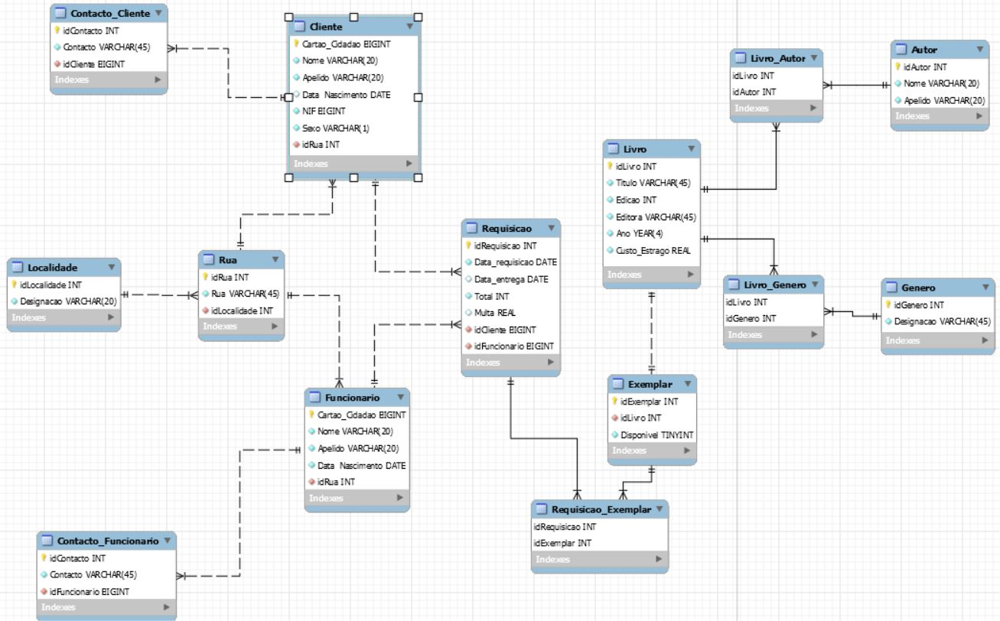 Contacto_Cliente
idContacto INT
Contacto VARCHAR(45)
idCliente BIGINT
Indexes
Cliente
Cartao_Cidadao BIGINT
Nome VARCHAR(20)
Apelido VARCHAR(20)
Data_Nascimento DATE
NIF BIGINT
Sexo VARCHAR(1)
idRua INT
Indexes
Livro_Autor
idLivro INT
idAutor INT
Indexes
Autor
idAutor INT
Nome VARCHAR(20)
Apelido VARCHAR(20)
Indexes
Livro
idLivro INT
Titulo VARCHAR(45)
Edicao INT
Editora VARCHAR(45)
Ano YEAR(4)
Custo_Estrago REAL
Indexes
Requisicao
idRequisicao INT
Data_requisicao DATE
Data_entrega DATE
Total INT
Multa REAL
idCliente BIGINT
idFuncionario BIGINT
Indexes
Localidade
idLocalidade INT
Designacao VARCHAR(20)
Indexes
Rua
idRua INT
Rua VARCHAR(45)
idLocalidade INT
Indexes
Livro_Genero
idLivro INT
idGenero INT
Indexes
Genero
idGenero INT
Designacao VARCHAR(45)
Indexes
Funcionario
Cartao_Cidadao BIGINT
Nome VARCHAR(20)
Apelido VARCHAR(20)
Data_Nascimento DATE
idRua INT
Indexes
Exemplar
idExemplar INT
idLivro INT
Disponivel TINYINT
Indexes
Requisicao_Exemplar
idRequisicao INT
idExemplar INT
Indexes
Contacto_Funcionario
idContacto INT
Contacto VARCHAR(45)
idFuncionario BIGINT
Indexes